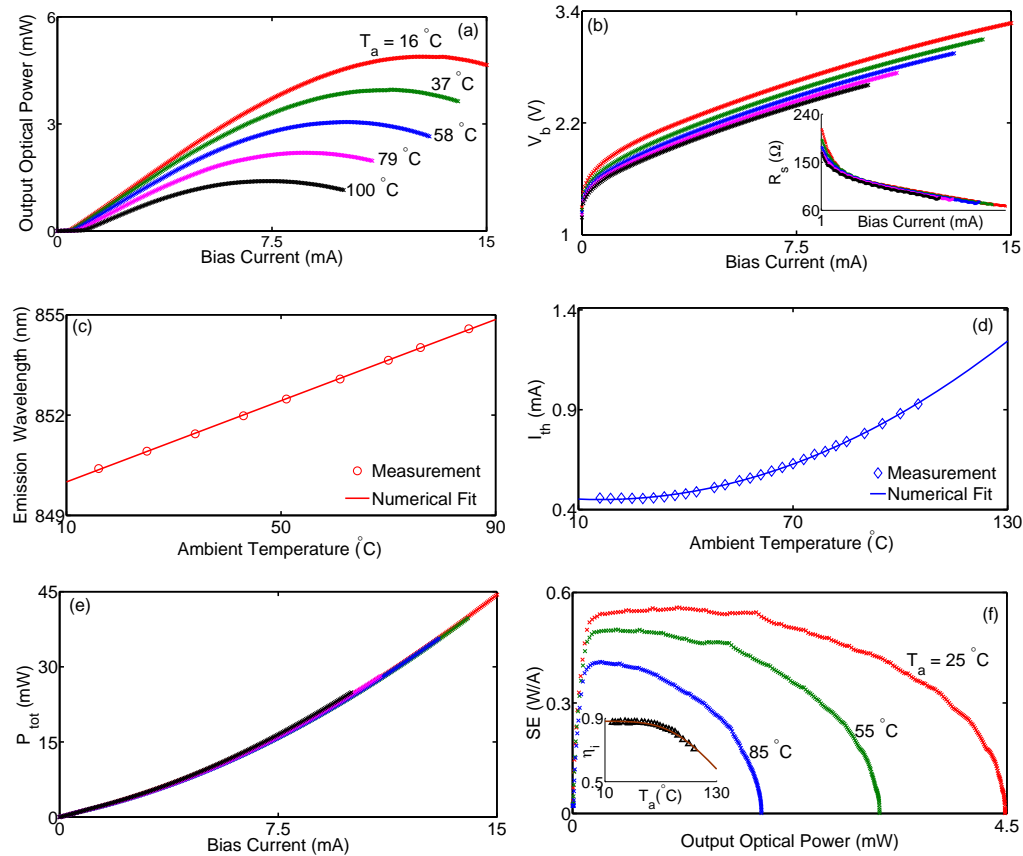 (a)
Output Optical Power (mW)
6
3
0
T_a = 16 °C
37 °C
58 °C
79 °C
100 °C
0 7.5 15
Bias Current (mA)
(b)
V_b (V)
3.4
2.2
1
0 7.5 15
Bias Current (mA)
R_s (Ω)
240
150
60
1
Bias Current (mA)
(c)
Emission Wavelength (nm)
855
852
849
Measurement
Numerical Fit
10 50 90
Ambient Temperature (°C)
(d)
I_th (mA)
1.4
0.9
0.4
Measurement
Numerical Fit
10 70 130
Ambient Temperature (°C)
(e)
P_tot (mW)
45
30
15
0
0 7.5 15
Bias Current (mA)
(f)
SE (W/A)
0.6
0.3
0
T_a = 25 °C
55 °C
85 °C
η_i
0.9
0.5
10 130
T_a(°C)
0 4.5
Output Optical Power (mW)